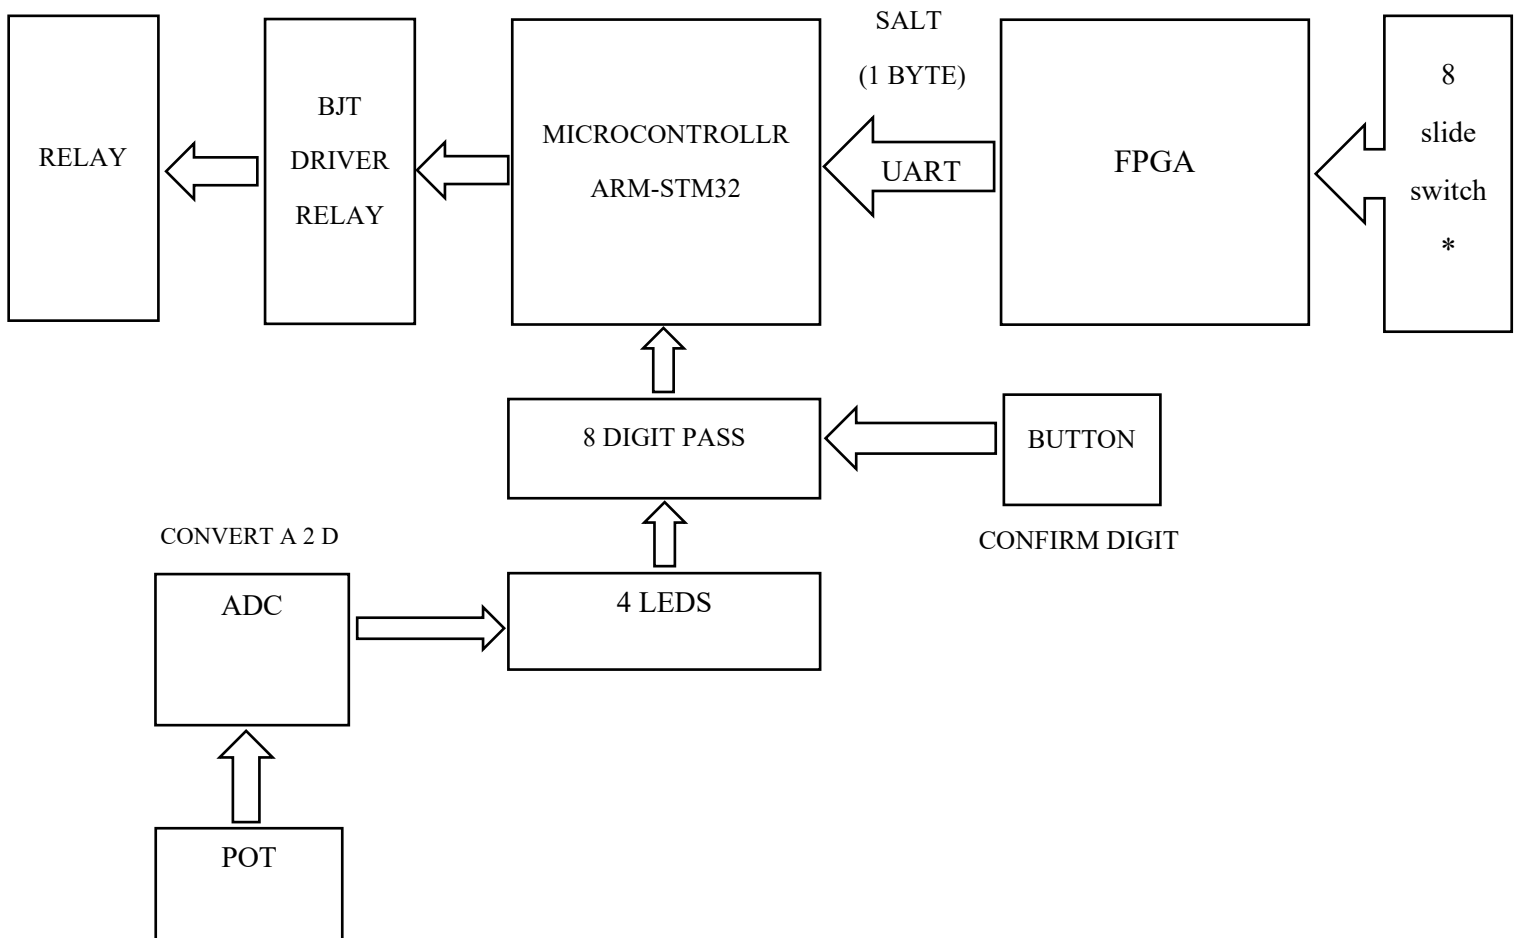 RELAY
BJT
DRIVER
RELAY
MICROCONTROLLR
ARM-STM32
SALT
(1 BYTE)
UART
FPGA
8
slide
switch
*
8 DIGIT PASS
BUTTON
CONFIRM DIGIT
CONVERT A 2 D
ADC
4 LEDS
POT